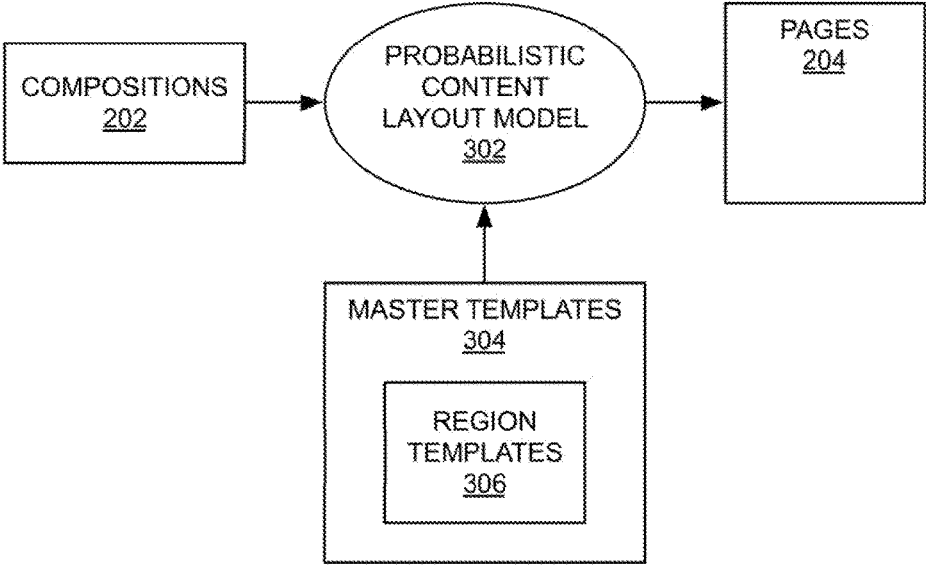 COMPOSITIONS
202
PROBABILISTIC
CONTENT
LAYOUT MODEL
302
PAGES
204
MASTER TEMPLATES
304
REGION
TEMPLATES
306